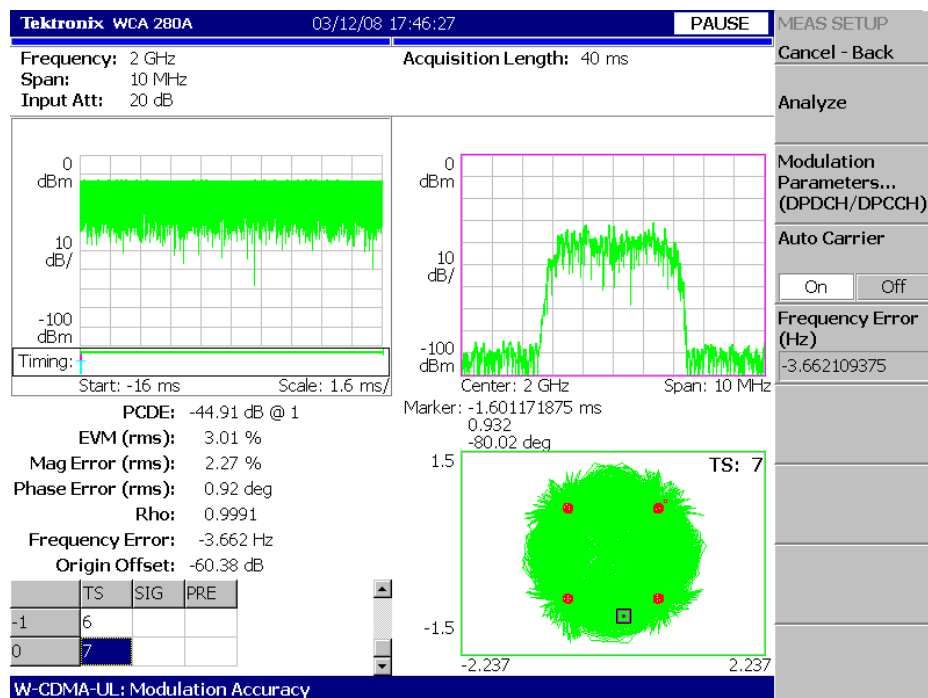 Tektronix WCA 280A 03/12/08 17:46:27 PAUSE
MEAS SETUP
Cancel - Back
Frequency: 2 GHz
Span: 10 MHz
Input Att: 20 dB
Acquisition Length: 40 ms
Analyze
Modulation
Parameters...
(DPDCH/DPCCH)
Auto Carrier
On Off
Frequency Error
(Hz)
-3.662109375
0
dBm
10
dB/
-100
dBm
Timing:
Start: -16 ms Scale: 1.6 ms/
0
dBm
10
dB/
-100
dBm
Center: 2 GHz Span: 10 MHz
PCDE: -44.91 dB @ 1
EVM (rms): 3.01 %
Mag Error (rms): 2.27 %
Phase Error (rms): 0.92 deg
Rho: 0.9991
Frequency Error: -3.662 Hz
Origin Offset: -60.38 dB
Marker: -1.601171875 ms
0.932
-80.02 deg
1.5
TS: 7
-1.5
-2.237 2.237
TS SIG PRE
-1 6
0 7
W-CDMA-UL: Modulation Accuracy